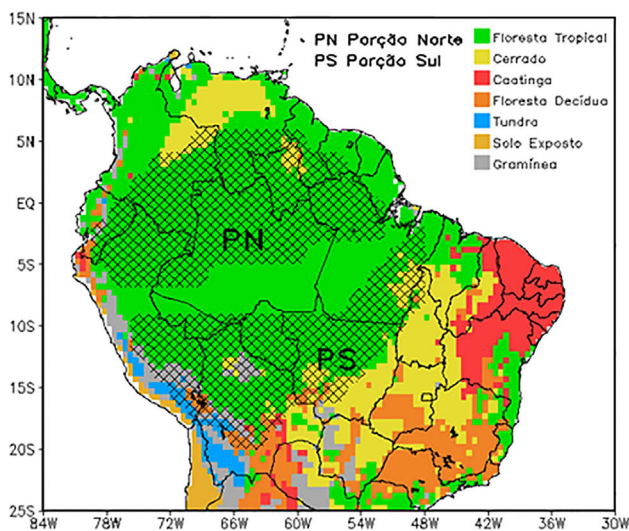 15N
10N
5N
EQ
5S
10S
15S
20S
25S
84W 78W 72W 66W 60W 54W 48W 42W 36W
PN Porção Norte
PS Porção Sul
Floresta Tropical
Cerrado
Caatinga
Floresta Decídua
Tundra
Solo Exposto
Gramínea
PN
PS